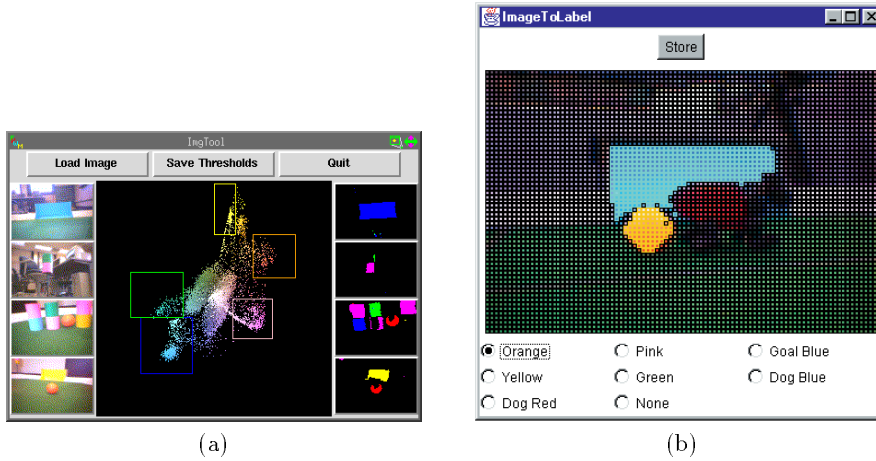 ImgTool
Load Image Save Thresholds Quit
(a)
ImageToLabel
Store
Orange Pink Goal Blue
Yellow Green Dog Blue
Dog Red None
(b)